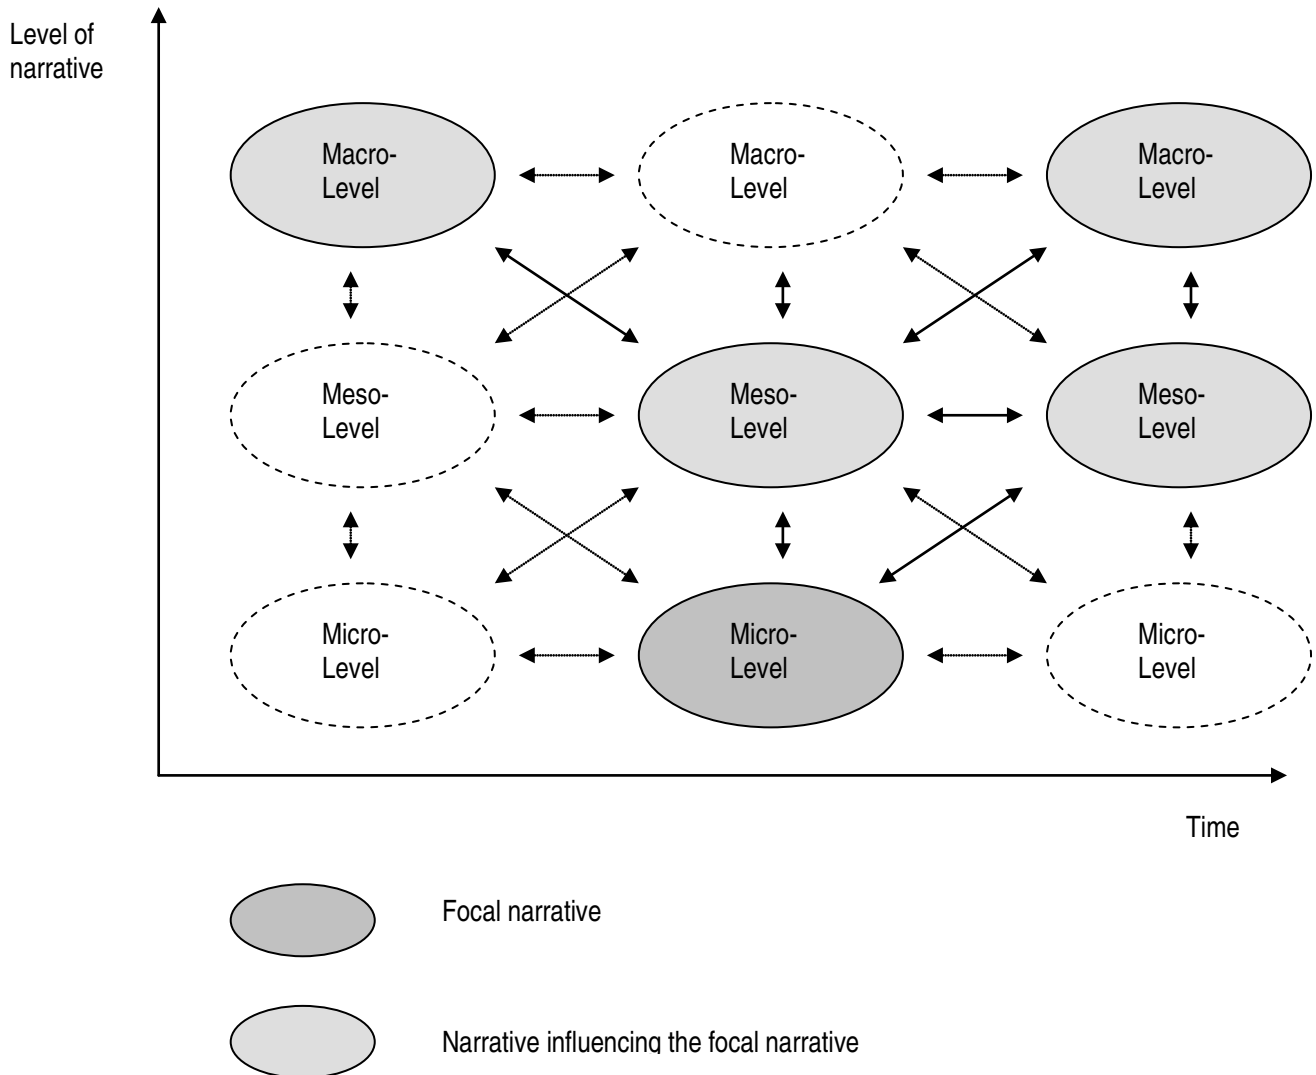 Level of
narrative
Macro-
Level
Macro-
Level
Macro-
Level
Meso-
Level
Meso-
Level
Meso-
Level
Micro-
Level
Micro-
Level
Micro-
Level
Time
Focal narrative
Narrative influencing the focal narrative